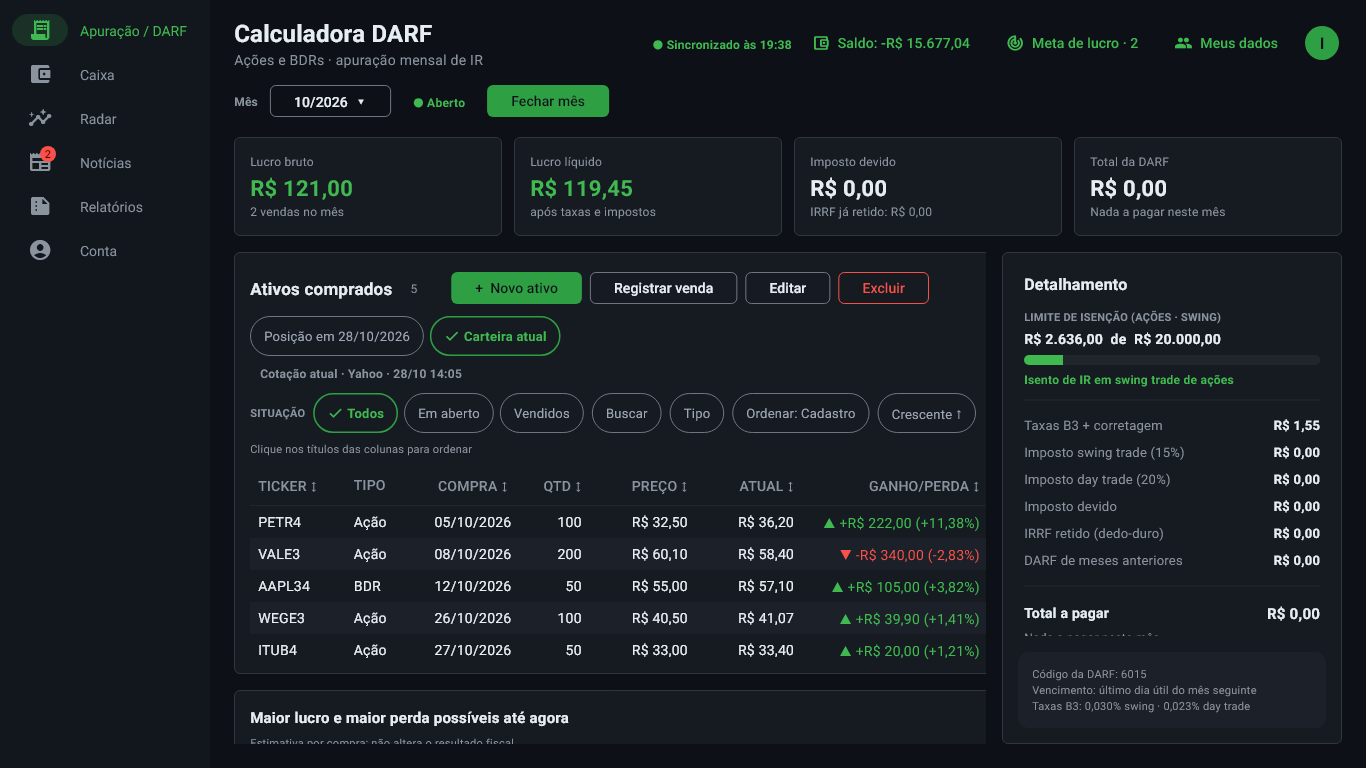 Apuração / DARF
Caixa
Radar
2
Notícias
Relatórios
Conta
Calculadora DARF
Ações e BDRs · apuração mensal de IR
Sincronizado às 19:38
Saldo: -R$ 15.677,04
Meta de lucro · 2
Meus dados
I
Mês
10/2026 ▼
Aberto
Fechar mês
Lucro bruto
R$ 121,00
2 vendas no mês
Lucro líquido
R$ 119,45
após taxas e impostos
Imposto devido
R$ 0,00
IRRF já retido: R$ 0,00
Total da DARF
R$ 0,00
Nada a pagar neste mês
Ativos comprados 5
+ Novo ativo
Registrar venda
Editar
Excluir
Posição em 28/10/2026
✓ Carteira atual
Cotação atual · Yahoo · 28/10 14:05
SITUAÇÃO
✓ Todos
Em aberto
Vendidos
Buscar
Tipo
Ordenar: Cadastro
Crescente ↑
Clique nos títulos das colunas para ordenar
TICKER ↕ TIPO COMPRA ↕ QTD ↕ PREÇO ↕ ATUAL ↕ GANHO/PERDA ↕
PETR4 Ação 05/10/2026 100 R$ 32,50 R$ 36,20 ▲ +R$ 222,00 (+11,38%)
VALE3 Ação 08/10/2026 200 R$ 60,10 R$ 58,40 ▼ -R$ 340,00 (-2,83%)
AAPL34 BDR 12/10/2026 50 R$ 55,00 R$ 57,10 ▲ +R$ 105,00 (+3,82%)
WEGE3 Ação 26/10/2026 100 R$ 40,50 R$ 41,07 ▲ +R$ 39,90 (+1,41%)
ITUB4 Ação 27/10/2026 50 R$ 33,00 R$ 33,40 ▲ +R$ 20,00 (+1,21%)
Maior lucro e maior perda possíveis até agora
Estimativa por compra; não altera o resultado fiscal
Detalhamento
LIMITE DE ISENÇÃO (AÇÕES · SWING)
R$ 2.636,00 de R$ 20.000,00
Isento de IR em swing trade de ações
Taxas B3 + corretagem R$ 1,55
Imposto swing trade (15%) R$ 0,00
Imposto day trade (20%) R$ 0,00
Imposto devido R$ 0,00
IRRF retido (dedo-duro) R$ 0,00
DARF de meses anteriores R$ 0,00
Total a pagar R$ 0,00
Código da DARF: 6015
Vencimento: último dia útil do mês seguinte
Taxas B3: 0,030% swing · 0,023% day trade